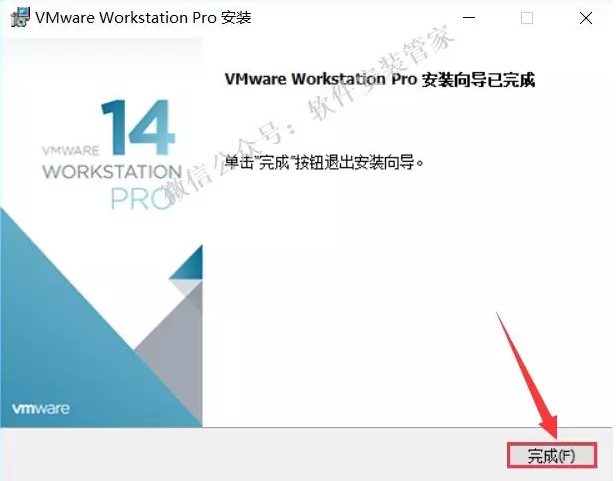 VMware Workstation Pro 安装
VMware Workstation Pro 安装向导已完成
单击"完成"按钮退出安装向导。
微信公众号：软件安装管家
14
VMWARE
WORKSTATION
PRO
vmware
完成(F)